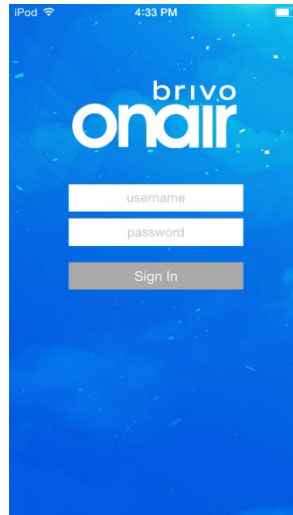 iPod 4:33 PM
brivo
onair
username
password
Sign In